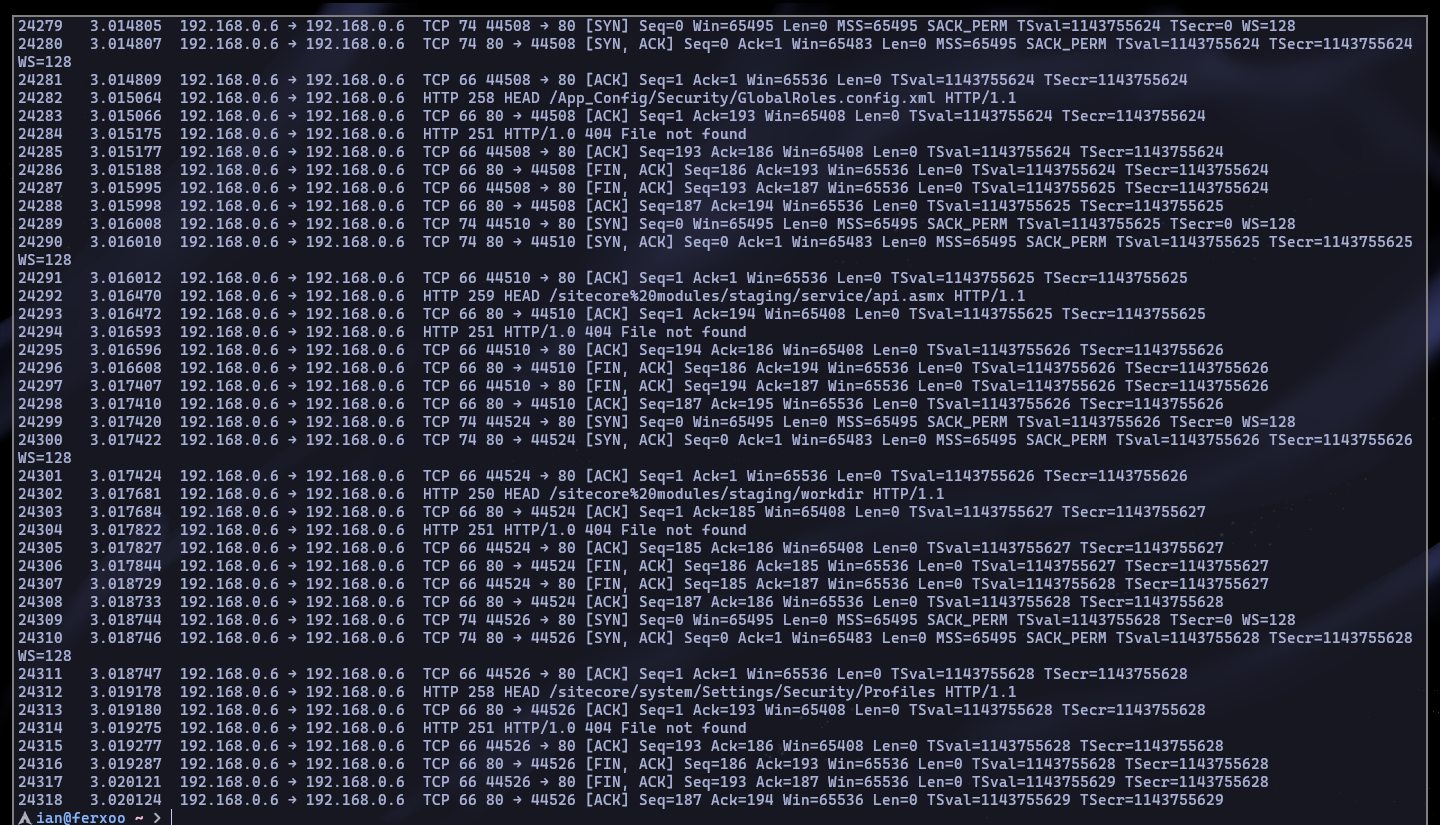 24279   3.014805  192.168.0.6 → 192.168.0.6  TCP 74 44508 → 80 [SYN] Seq=0 Win=65495 Len=0 MSS=65495 SACK_PERM TSval=1143755624 TSecr=0 WS=128
24280   3.014807  192.168.0.6 → 192.168.0.6  TCP 74 80 → 44508 [SYN, ACK] Seq=0 Ack=1 Win=65483 Len=0 MSS=65495 SACK_PERM TSval=1143755624 TSecr=1143755624
WS=128
24281   3.014809  192.168.0.6 → 192.168.0.6  TCP 66 44508 → 80 [ACK] Seq=1 Ack=1 Win=65536 Len=0 TSval=1143755624 TSecr=1143755624
24282   3.015064  192.168.0.6 → 192.168.0.6  HTTP 258 HEAD /App_Config/Security/GlobalRoles.config.xml HTTP/1.1
24283   3.015066  192.168.0.6 → 192.168.0.6  TCP 66 80 → 44508 [ACK] Seq=1 Ack=193 Win=65408 Len=0 TSval=1143755624 TSecr=1143755624
24284   3.015175  192.168.0.6 → 192.168.0.6  HTTP 251 HTTP/1.0 404 File not found
24285   3.015177  192.168.0.6 → 192.168.0.6  TCP 66 44508 → 80 [ACK] Seq=193 Ack=186 Win=65408 Len=0 TSval=1143755624 TSecr=1143755624
24286   3.015188  192.168.0.6 → 192.168.0.6  TCP 66 80 → 44508 [FIN, ACK] Seq=186 Ack=193 Win=65536 Len=0 TSval=1143755624 TSecr=1143755624
24287   3.015995  192.168.0.6 → 192.168.0.6  TCP 66 44508 → 80 [FIN, ACK] Seq=193 Ack=187 Win=65536 Len=0 TSval=1143755625 TSecr=1143755624
24288   3.015998  192.168.0.6 → 192.168.0.6  TCP 66 80 → 44508 [ACK] Seq=187 Ack=194 Win=65536 Len=0 TSval=1143755625 TSecr=1143755625
24289   3.016008  192.168.0.6 → 192.168.0.6  TCP 74 44510 → 80 [SYN] Seq=0 Win=65495 Len=0 MSS=65495 SACK_PERM TSval=1143755625 TSecr=0 WS=128
24290   3.016010  192.168.0.6 → 192.168.0.6  TCP 74 80 → 44510 [SYN, ACK] Seq=0 Ack=1 Win=65483 Len=0 MSS=65495 SACK_PERM TSval=1143755625 TSecr=1143755625
WS=128
24291   3.016012  192.168.0.6 → 192.168.0.6  TCP 66 44510 → 80 [ACK] Seq=1 Ack=1 Win=65536 Len=0 TSval=1143755625 TSecr=1143755625
24292   3.016470  192.168.0.6 → 192.168.0.6  HTTP 259 HEAD /sitecore%20modules/staging/service/api.asmx HTTP/1.1
24293   3.016472  192.168.0.6 → 192.168.0.6  TCP 66 80 → 44510 [ACK] Seq=1 Ack=194 Win=65408 Len=0 TSval=1143755625 TSecr=1143755625
24294   3.016593  192.168.0.6 → 192.168.0.6  HTTP 251 HTTP/1.0 404 File not found
24295   3.016596  192.168.0.6 → 192.168.0.6  TCP 66 44510 → 80 [ACK] Seq=194 Ack=186 Win=65408 Len=0 TSval=1143755626 TSecr=1143755626
24296   3.016608  192.168.0.6 → 192.168.0.6  TCP 66 80 → 44510 [FIN, ACK] Seq=186 Ack=194 Win=65536 Len=0 TSval=1143755626 TSecr=1143755626
24297   3.017407  192.168.0.6 → 192.168.0.6  TCP 66 44510 → 80 [FIN, ACK] Seq=194 Ack=187 Win=65536 Len=0 TSval=1143755626 TSecr=1143755626
24298   3.017410  192.168.0.6 → 192.168.0.6  TCP 66 80 → 44510 [ACK] Seq=187 Ack=195 Win=65536 Len=0 TSval=1143755626 TSecr=1143755626
24299   3.017420  192.168.0.6 → 192.168.0.6  TCP 74 44524 → 80 [SYN] Seq=0 Win=65495 Len=0 MSS=65495 SACK_PERM TSval=1143755626 TSecr=0 WS=128
24300   3.017422  192.168.0.6 → 192.168.0.6  TCP 74 80 → 44524 [SYN, ACK] Seq=0 Ack=1 Win=65483 Len=0 MSS=65495 SACK_PERM TSval=1143755626 TSecr=1143755626
WS=128
24301   3.017424  192.168.0.6 → 192.168.0.6  TCP 66 44524 → 80 [ACK] Seq=1 Ack=1 Win=65536 Len=0 TSval=1143755626 TSecr=1143755626
24302   3.017681  192.168.0.6 → 192.168.0.6  HTTP 250 HEAD /sitecore%20modules/staging/workdir HTTP/1.1
24303   3.017684  192.168.0.6 → 192.168.0.6  TCP 66 80 → 44524 [ACK] Seq=1 Ack=185 Win=65408 Len=0 TSval=1143755627 TSecr=1143755627
24304   3.017822  192.168.0.6 → 192.168.0.6  HTTP 251 HTTP/1.0 404 File not found
24305   3.017827  192.168.0.6 → 192.168.0.6  TCP 66 44524 → 80 [ACK] Seq=185 Ack=186 Win=65408 Len=0 TSval=1143755627 TSecr=1143755627
24306   3.017844  192.168.0.6 → 192.168.0.6  TCP 66 80 → 44524 [FIN, ACK] Seq=186 Ack=185 Win=65536 Len=0 TSval=1143755627 TSecr=1143755627
24307   3.018729  192.168.0.6 → 192.168.0.6  TCP 66 44524 → 80 [FIN, ACK] Seq=185 Ack=187 Win=65536 Len=0 TSval=1143755628 TSecr=1143755627
24308   3.018733  192.168.0.6 → 192.168.0.6  TCP 66 80 → 44524 [ACK] Seq=187 Ack=186 Win=65536 Len=0 TSval=1143755628 TSecr=1143755628
24309   3.018744  192.168.0.6 → 192.168.0.6  TCP 74 44526 → 80 [SYN] Seq=0 Win=65495 Len=0 MSS=65495 SACK_PERM TSval=1143755628 TSecr=0 WS=128
24310   3.018746  192.168.0.6 → 192.168.0.6  TCP 74 80 → 44526 [SYN, ACK] Seq=0 Ack=1 Win=65483 Len=0 MSS=65495 SACK_PERM TSval=1143755628 TSecr=1143755628
WS=128
24311   3.018747  192.168.0.6 → 192.168.0.6  TCP 66 44526 → 80 [ACK] Seq=1 Ack=1 Win=65536 Len=0 TSval=1143755628 TSecr=1143755628
24312   3.019178  192.168.0.6 → 192.168.0.6  HTTP 258 HEAD /sitecore/system/Settings/Security/Profiles HTTP/1.1
24313   3.019180  192.168.0.6 → 192.168.0.6  TCP 66 80 → 44526 [ACK] Seq=1 Ack=193 Win=65408 Len=0 TSval=1143755628 TSecr=1143755628
24314   3.019275  192.168.0.6 → 192.168.0.6  HTTP 251 HTTP/1.0 404 File not found
24315   3.019277  192.168.0.6 → 192.168.0.6  TCP 66 44526 → 80 [ACK] Seq=193 Ack=186 Win=65408 Len=0 TSval=1143755628 TSecr=1143755628
24316   3.019287  192.168.0.6 → 192.168.0.6  TCP 66 80 → 44526 [FIN, ACK] Seq=186 Ack=193 Win=65536 Len=0 TSval=1143755628 TSecr=1143755628
24317   3.020121  192.168.0.6 → 192.168.0.6  TCP 66 44526 → 80 [FIN, ACK] Seq=193 Ack=187 Win=65536 Len=0 TSval=1143755629 TSecr=1143755628
24318   3.020124  192.168.0.6 → 192.168.0.6  TCP 66 80 → 44526 [ACK] Seq=187 Ack=194 Win=65536 Len=0 TSval=1143755629 TSecr=1143755629
ian@ferxoo ~ ❯